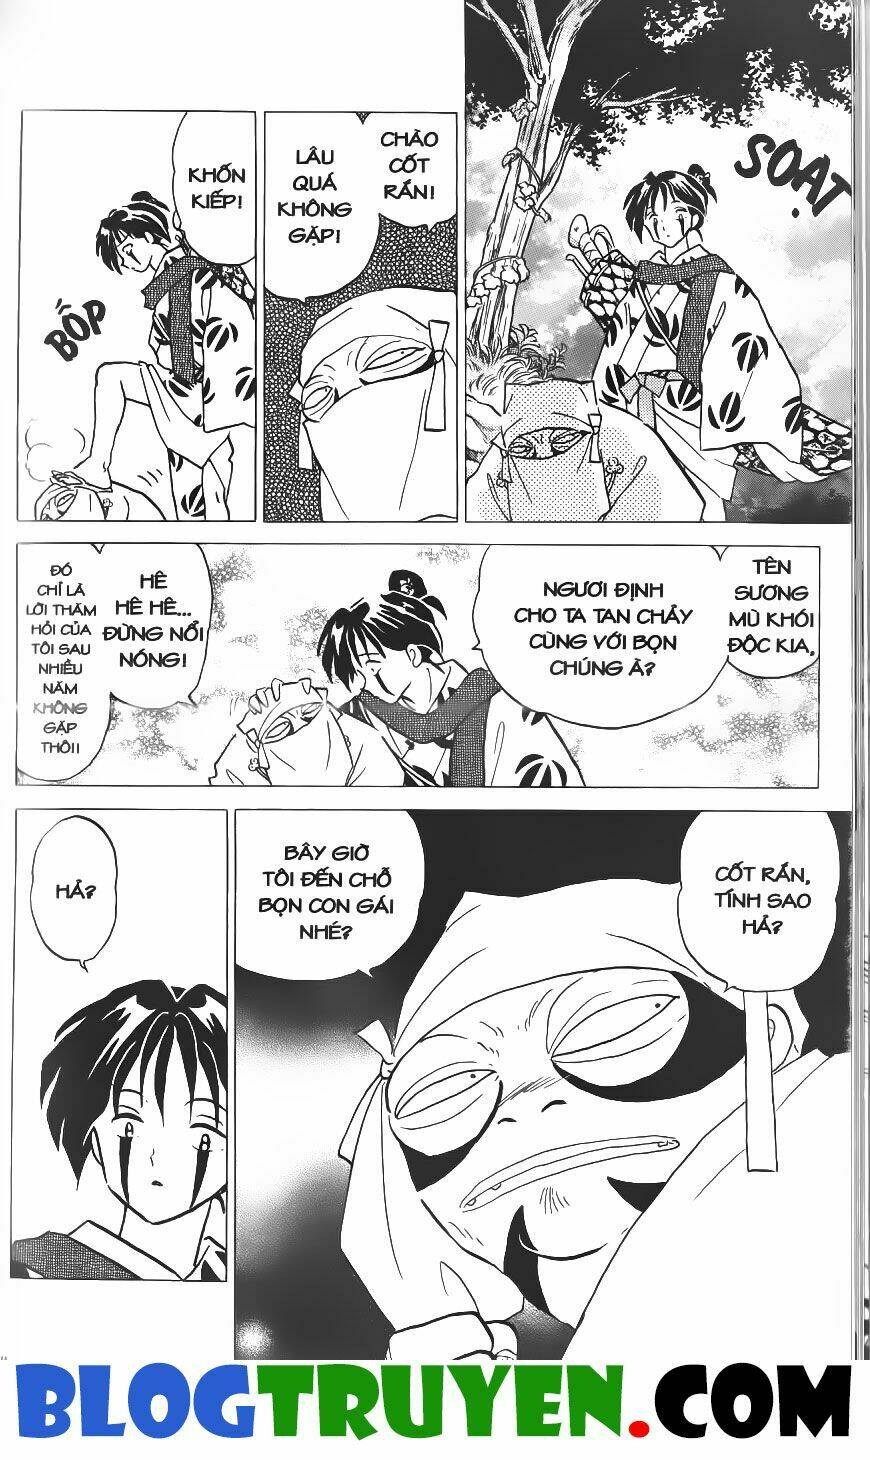 SOẠT
CHÀO
CỐT
RẮN!
LÂU
QUÁ
KHÔNG
GẶP!
KHỐN
KIẾP!
BỐP
TÊN
SƯƠNG
MÙ KHÓI
ĐỘC KIA,
NGƯƠI ĐỊNH
CHO TA TAN CHẢY
CÙNG VỚI BỌN
CHÚNG À?
HÊ
HÊ HÊ...
ĐỪNG NỔI
NÓNG!
ĐÓ
CHỈ LÀ
LỜI THĂM
HỎI CỦA
TÔI SAU
NHIỀU
NĂM
KHÔNG
GẶP
THÔI!
CỐT RẮN,
TÍNH SAO
HẢ?
BÂY GIỜ
TÔI ĐẾN CHỖ
BỌN CON GÁI
NHÉ?
HẢ?
BLOGTRUYEN.COM